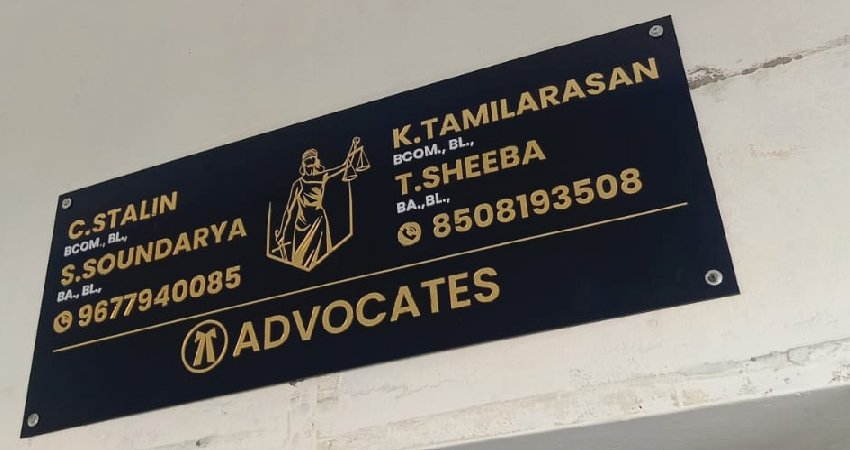 C.STALIN
BCOM., BL.,
S.SOUNDARYA
BA., BL.,
9677940085
K.TAMILARASAN
BCOM., BL.,
T.SHEEBA
BA., BL.,
8508193508
ADVOCATES